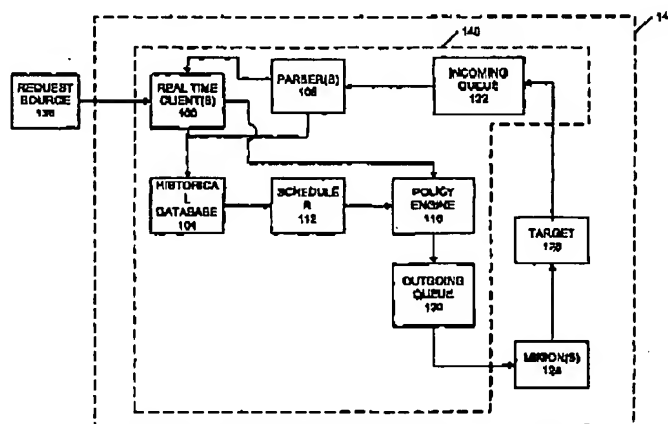 14
140
REQUEST
SOURCE
136
REAL TIME
CLIENT(S)
100
PARSER(S)
108
INCOMING
QUEUE
132
HISTORICA
L
DATABASE
104
SCHEDULE
R
112
POLICY
ENGINE
116
TARGET
128
OUTGOING
QUEUE
MINION(S)
124